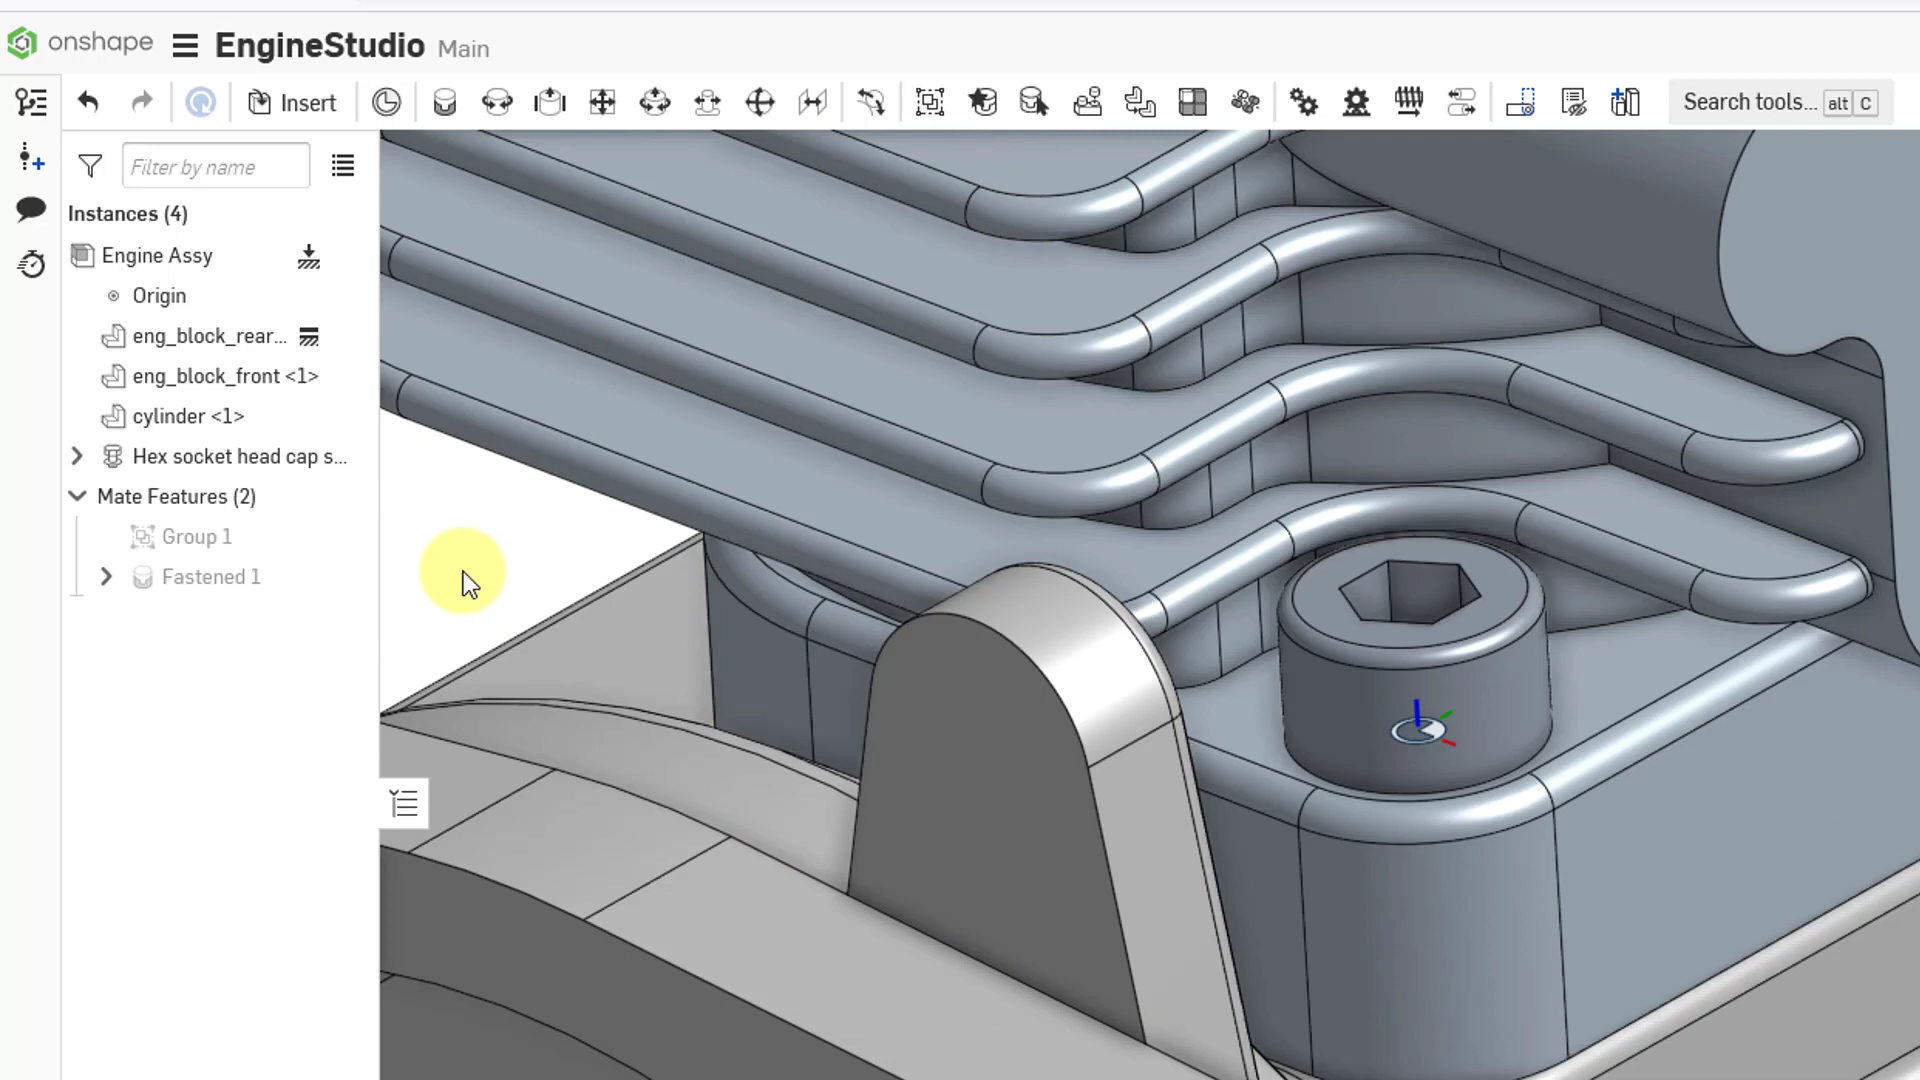 onshape EngineStudio Main
Insert Search tools... alt C
Filter by name
Instances (4)
Engine Assy
Origin
eng_block_rear...
eng_block_front <1>
cylinder <1>
Hex socket head cap s...
Mate Features (2)
Group 1
Fastened 1